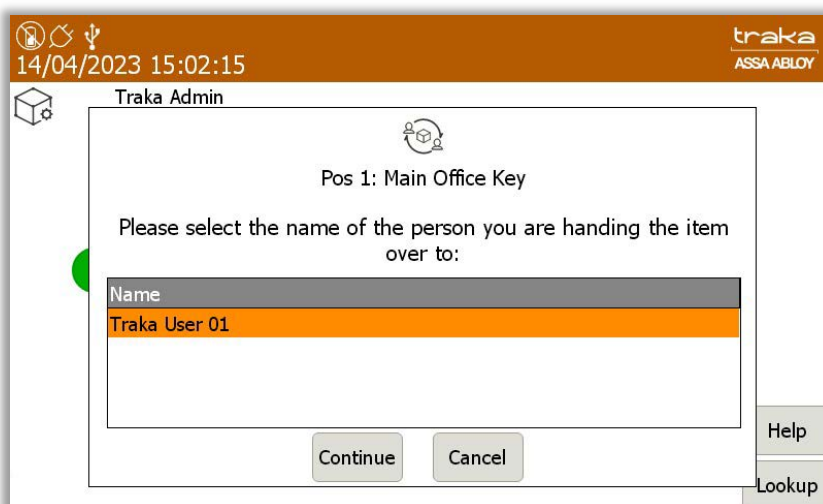 14/04/2023 15:02:15
traka
ASSA ABLOY
Traka Admin
Pos 1: Main Office Key
Please select the name of the person you are handing the item
over to:
Name
Traka User 01
Continue
Cancel
Help
Lookup